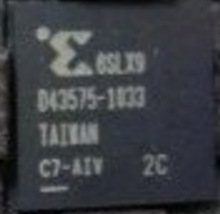 6SLX9
D43575-1033
TAIWAN
C7-AIV 2C